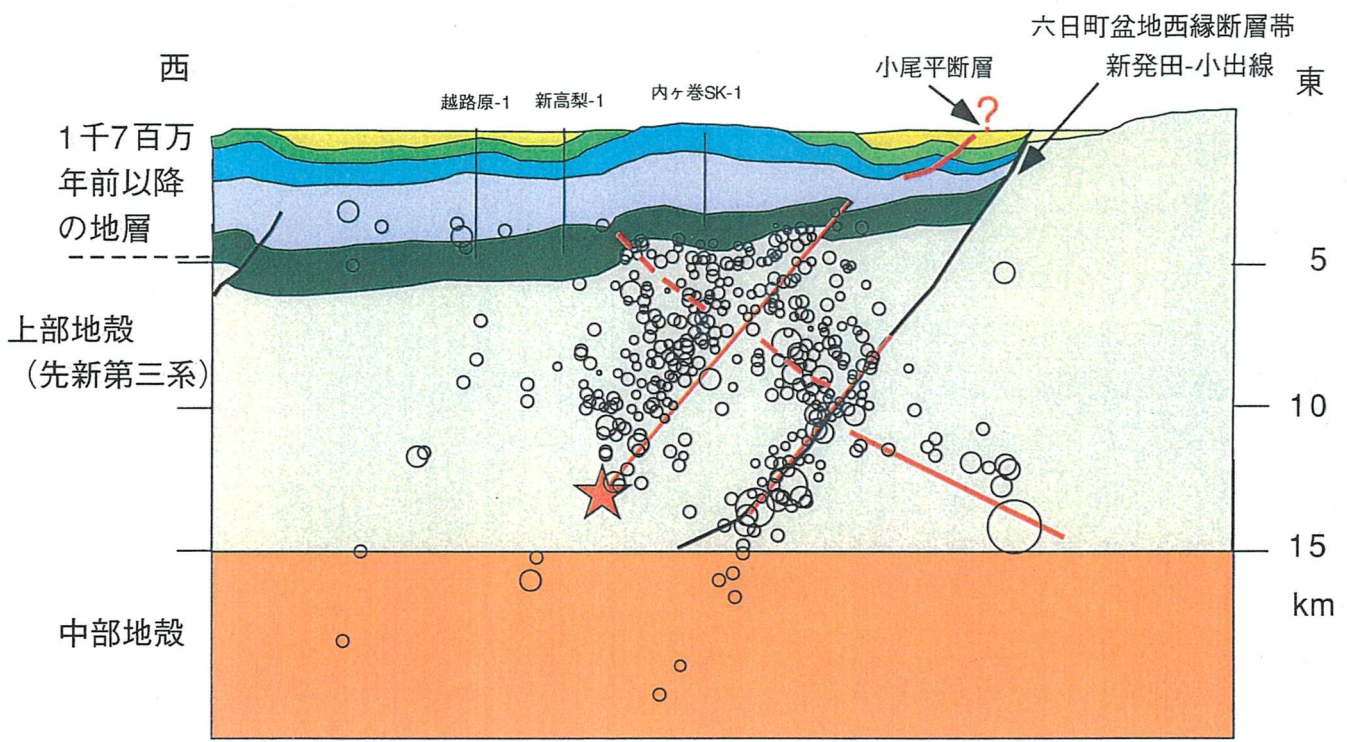 六日町盆地西縁断層帯
新発田-小出線
小尾平断層
西
東
越路原-1
新高梨-1
内ヶ巻SK-1
?
1千7百万
年前以降
の地層
5
上部地殻
(先新第三系)
10
15
km
中部地殻